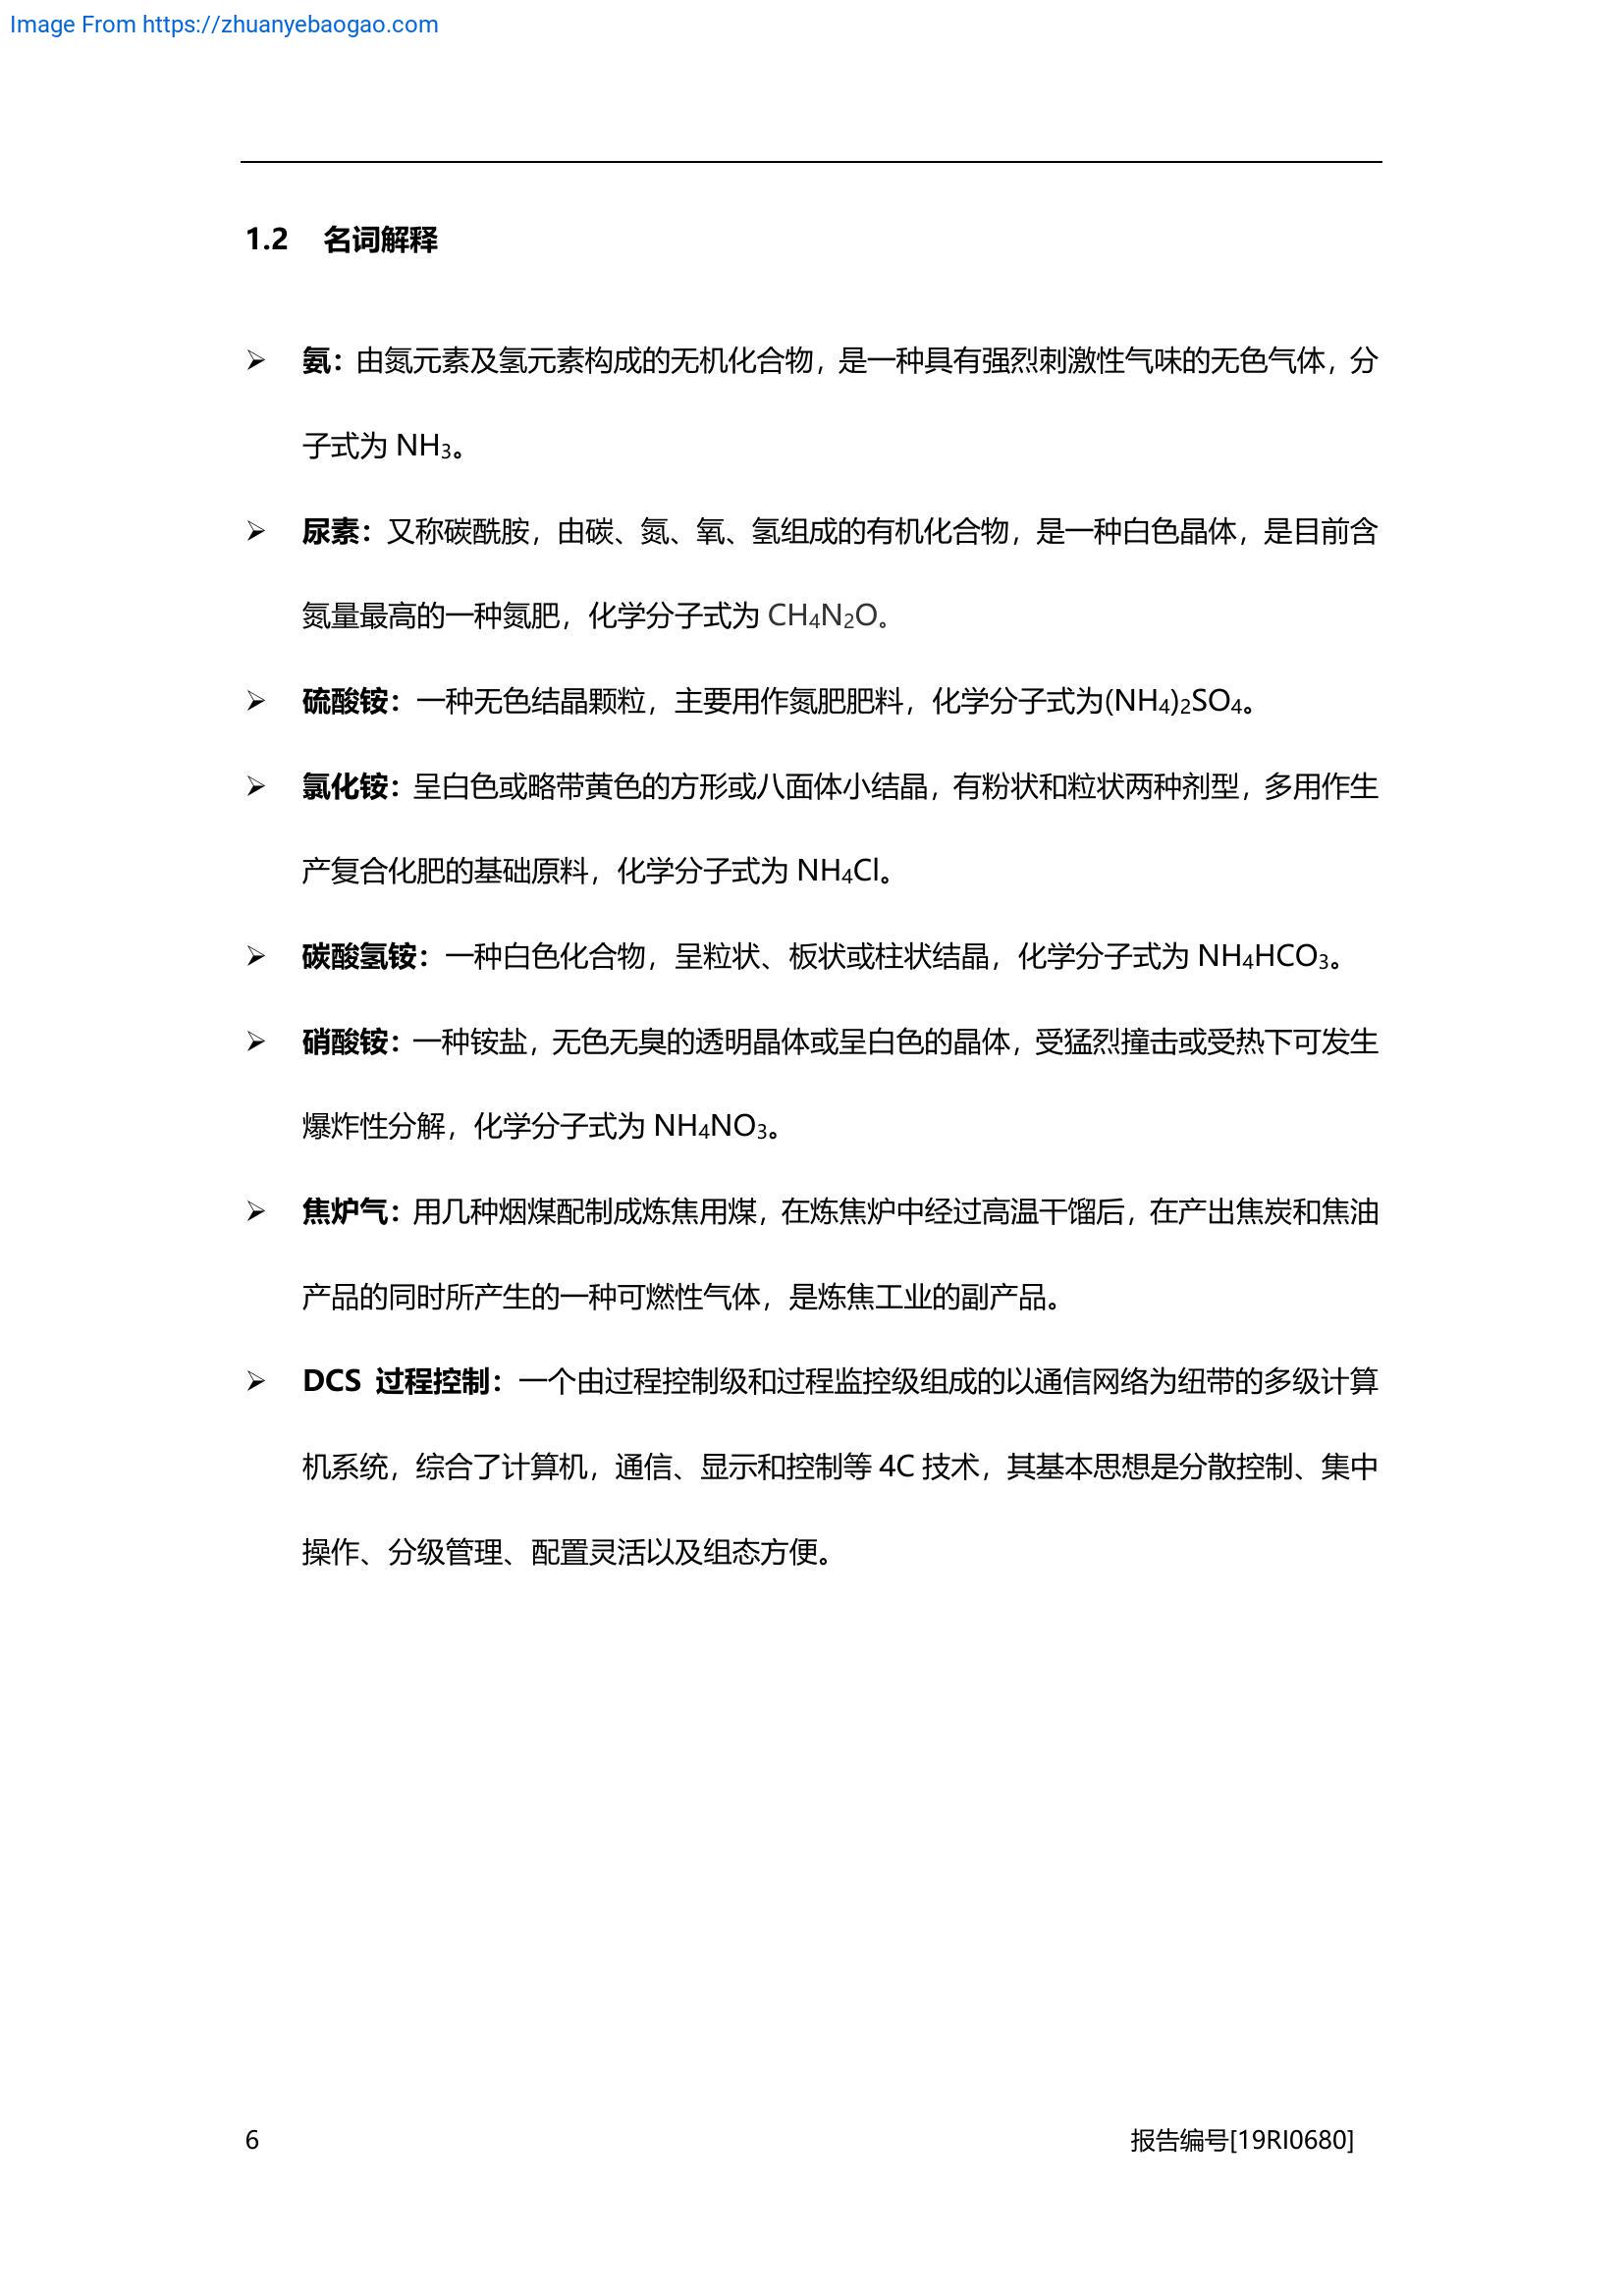 Image From https://zhuanyebaogao.com
1.2 名词解释
➢ 氨：由氮元素及氢元素构成的无机化合物，是一种具有强烈刺激性气味的无色气体，分
子式为 NH₃。
➢ 尿素：又称碳酰胺，由碳、氮、氧、氢组成的有机化合物，是一种白色晶体，是目前含
氮量最高的一种氮肥，化学分子式为 CH₄N₂O。
➢ 硫酸铵：一种无色结晶颗粒，主要用作氮肥肥料，化学分子式为(NH₄)₂SO₄。
➢ 氯化铵：呈白色或略带黄色的方形或八面体小结晶，有粉状和粒状两种剂型，多用作生
产复合化肥的基础原料，化学分子式为 NH₄Cl。
➢ 碳酸氢铵：一种白色化合物，呈粒状、板状或柱状结晶，化学分子式为 NH₄HCO₃。
➢ 硝酸铵：一种铵盐，无色无臭的透明晶体或呈白色的晶体，受猛烈撞击或受热下可发生
爆炸性分解，化学分子式为 NH₄NO₃。
➢ 焦炉气：用几种烟煤配制成炼焦用煤，在炼焦炉中经过高温干馏后，在产出焦炭和焦油
产品的同时所产生的一种可燃性气体，是炼焦工业的副产品。
➢ DCS 过程控制：一个由过程控制级和过程监控级组成的以通信网络为纽带的多级计算
机系统，综合了计算机，通信、显示和控制等 4C 技术，其基本思想是分散控制、集中
操作、分级管理、配置灵活以及组态方便。
6 报告编号[19RI0680]